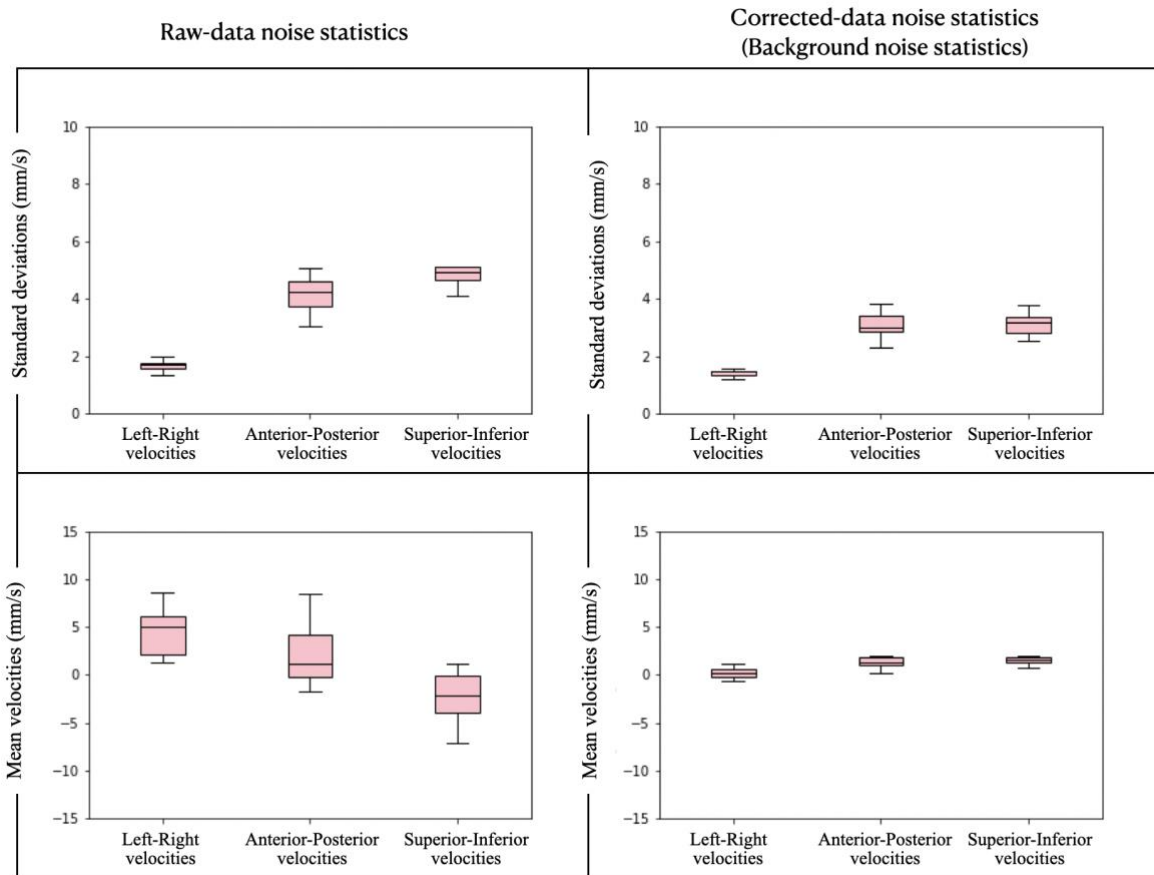 Raw-data noise statistics
Corrected-data noise statistics
(Background noise statistics)
Standard deviations (mm/s)
10
8
6
4
2
0
Left-Right
velocities
Anterior-Posterior
velocities
Superior-Inferior
velocities
Standard deviations (mm/s)
10
8
6
4
2
0
Left-Right
velocities
Anterior-Posterior
velocities
Superior-Inferior
velocities
Mean velocities (mm/s)
15
10
5
0
−5
−10
−15
Left-Right
velocities
Anterior-Posterior
velocities
Superior-Inferior
velocities
Mean velocities (mm/s)
15
10
5
0
−5
−10
−15
Left-Right
velocities
Anterior-Posterior
velocities
Superior-Inferior
velocities